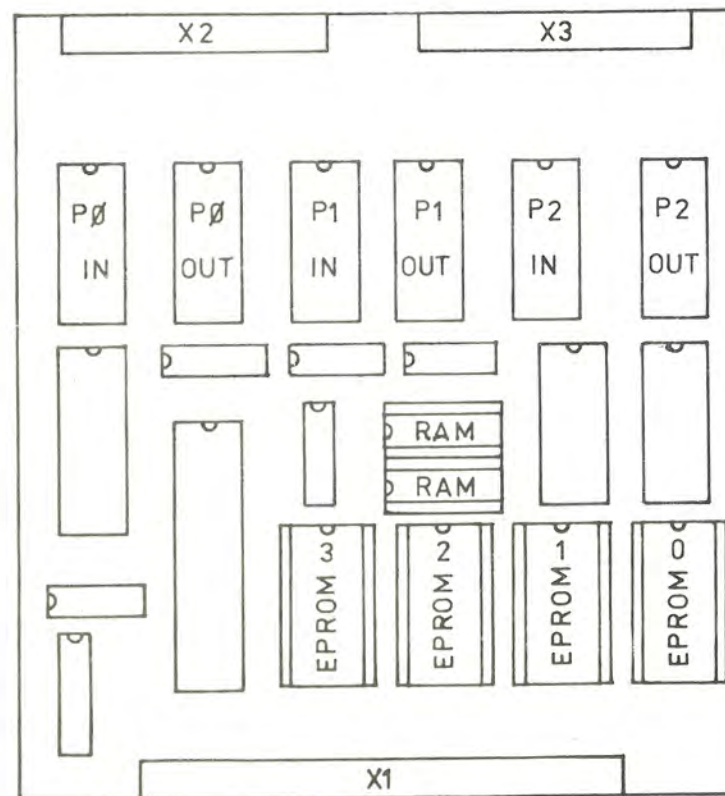 X2 X3
PØ PØ P1 P1 P2 P2
IN OUT IN OUT IN OUT
RAM
RAM
EPROM 3 EPROM 2 EPROM 1 EPROM 0
X1